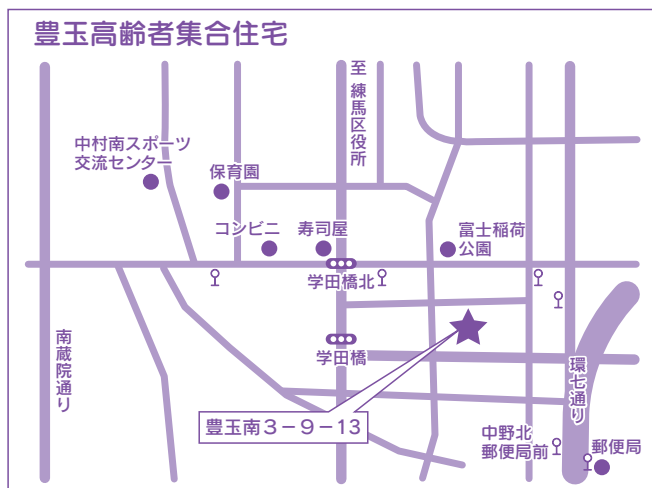 豊玉高齢者集合住宅
至
練馬区役所
中村南スポーツ
交流センター
保育園
コンビニ
寿司屋
富士稲荷
公園
学田橋北
学田橋
南蔵院通り
環七通り
豊玉南3-9-13
中野北
郵便局前
郵便局